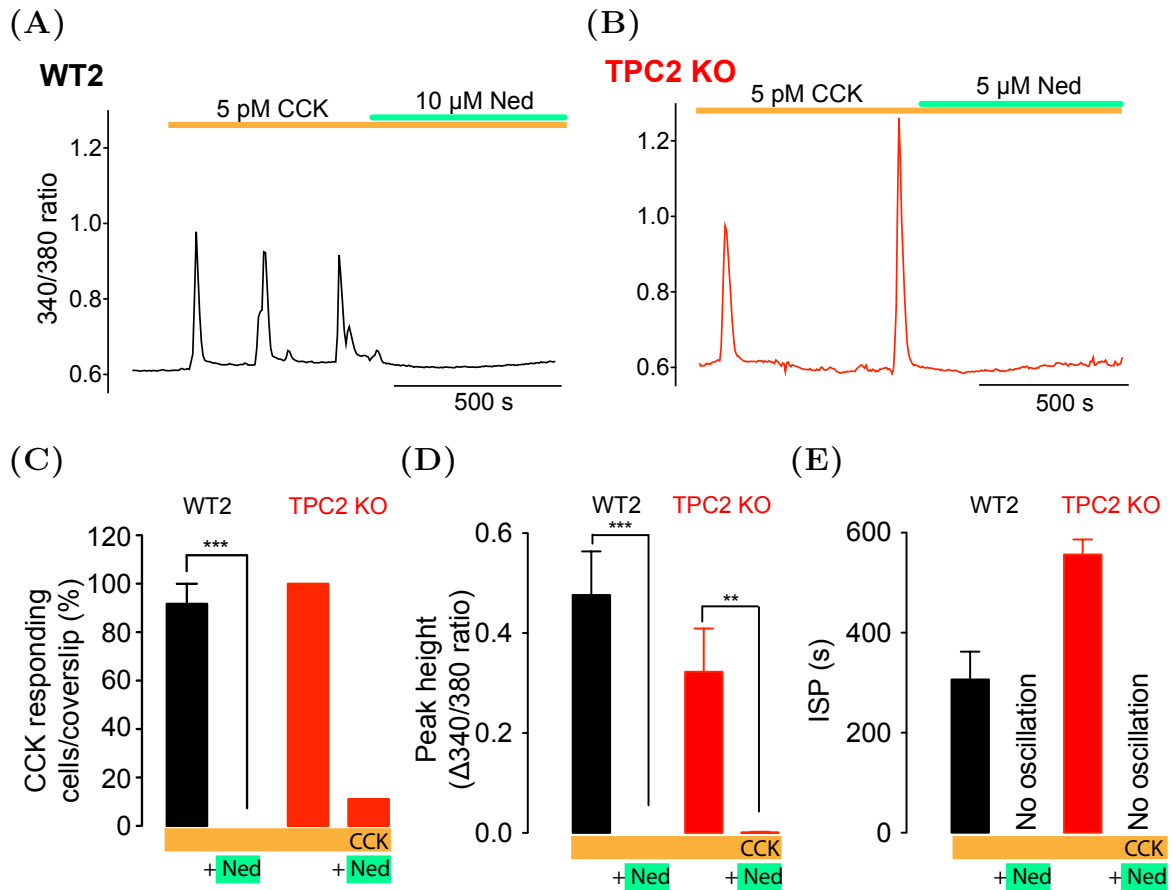 (A)
WT2
5 pM CCK
10 µM Ned
340/380 ratio
1.2
1.0
0.8
0.6
500 s
(B)
TPC2 KO
5 pM CCK
5 µM Ned
1.2
1.0
0.8
0.6
500 s
(C)
WT2
TPC2 KO
CCK responding
cells/coverslip (%)
120
100
80
60
40
20
0
***
CCK
+ Ned
+ Ned
(D)
WT2
TPC2 KO
Peak height
(Δ340/380 ratio)
0.6
0.4
0.2
0.0
***
**
CCK
+ Ned
+ Ned
(E)
WT2
TPC2 KO
ISP (s)
600
400
200
0
No oscillation
No oscillation
CCK
+ Ned
+ Ned